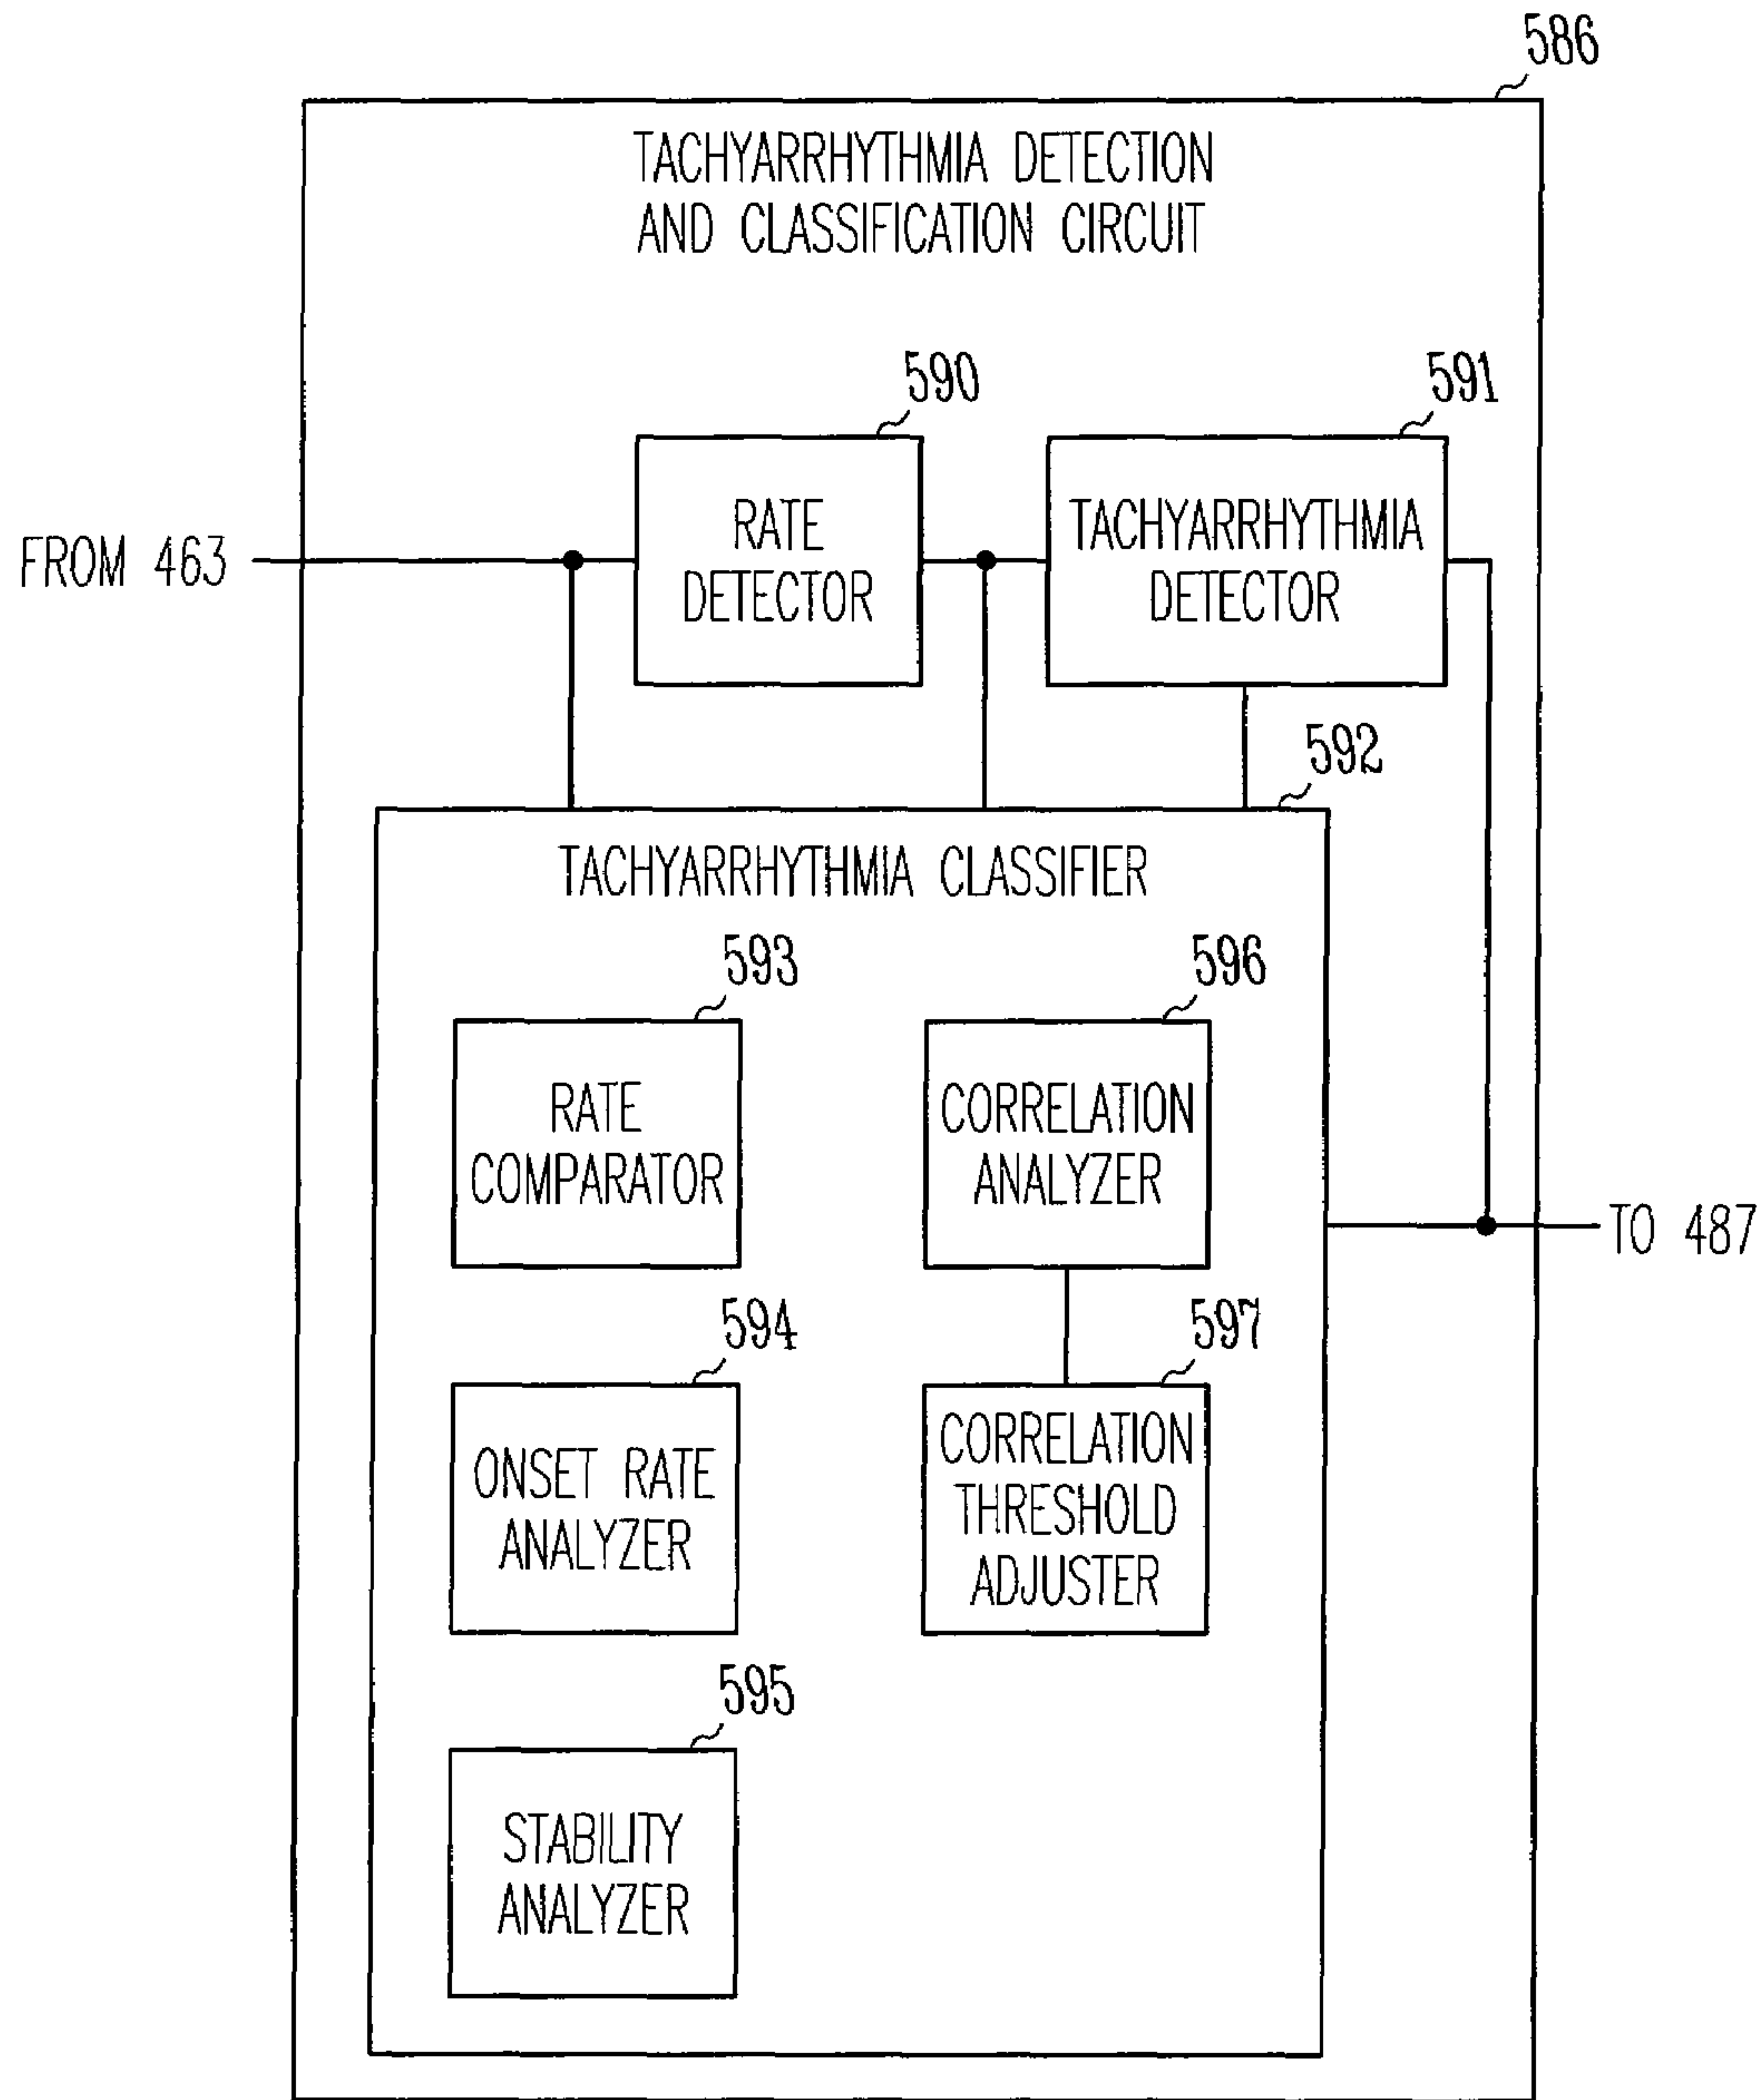 586
TACHYARRHYTHMIA DETECTION
AND CLASSIFICATION CIRCUIT
590
591
FROM 463
RATE
DETECTOR
TACHYARRHYTHMIA
DETECTOR
592
TACHYARRHYTHMIA CLASSIFIER
593
596
RATE
COMPARATOR
CORRELATION
ANALYZER
TO 487
594
597
ONSET RATE
ANALYZER
CORRELATION
THRESHOLD
ADJUSTER
595
STABILITY
ANALYZER